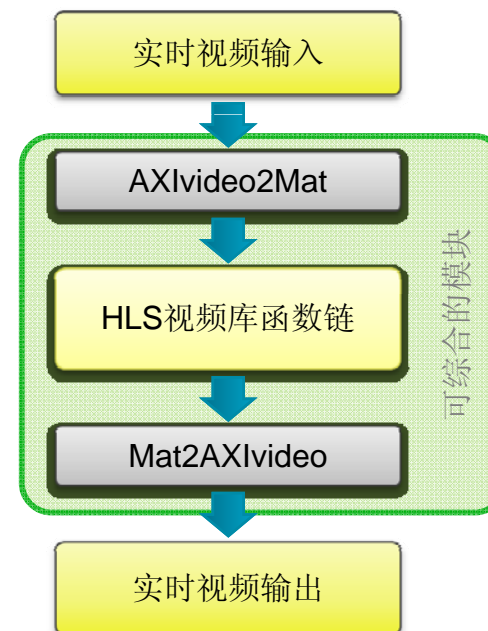 实时视频输入
AXIvideo2Mat
HLS视频库函数链
可综合的模块
Mat2AXIvideo
实时视频输出